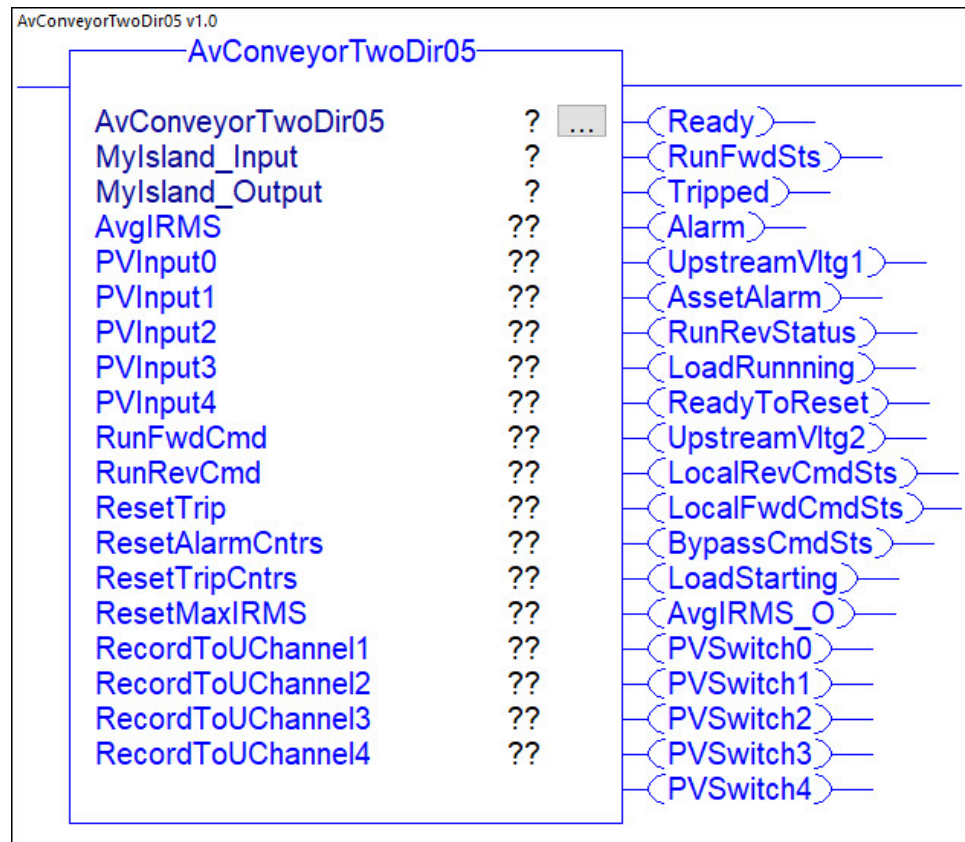 AvConveyorTwoDir05 v1.0
AvConveyorTwoDir05
AvConveyorTwoDir05 ? ... Ready
MyIsland_Input ? RunFwdSts
MyIsland_Output ? Tripped
AvgIRMS ?? Alarm
PVInput0 ?? UpstreamVltg1
PVInput1 ?? AssetAlarm
PVInput2 ?? RunRevStatus
PVInput3 ?? LoadRunnning
PVInput4 ?? ReadyToReset
RunFwdCmd ?? UpstreamVltg2
RunRevCmd ?? LocalRevCmdSts
ResetTrip ?? LocalFwdCmdSts
ResetAlarmCntrs ?? BypassCmdSts
ResetTripCntrs ?? LoadStarting
ResetMaxIRMS ?? AvgIRMS_O
RecordToUChannel1 ?? PVSwitch0
RecordToUChannel2 ?? PVSwitch1
RecordToUChannel3 ?? PVSwitch2
RecordToUChannel4 ?? PVSwitch3
PVSwitch4